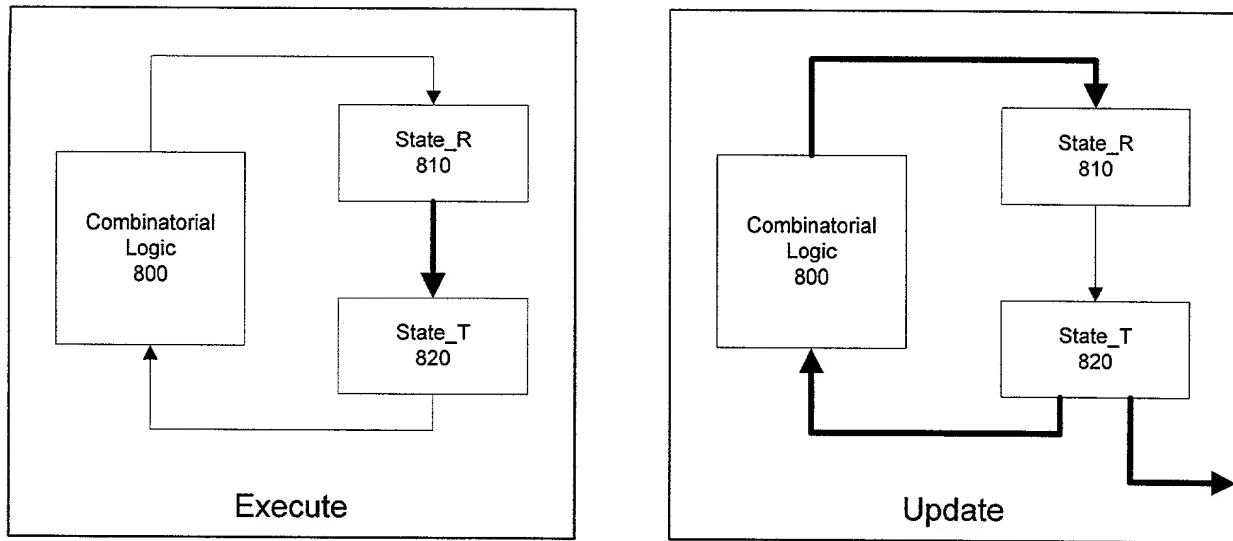 State_R
810
Combinatorial
Logic
800
State_T
820
Execute
State_R
810
Combinatorial
Logic
800
State_T
820
Update